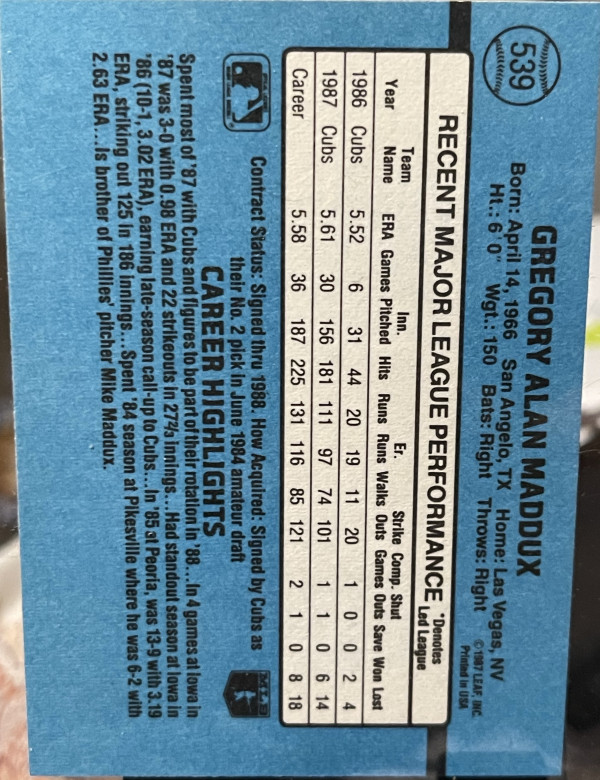 539
GREGORY ALAN MADDUX
Born: April 14, 1966 San Angelo, TX Home: Las Vegas, NV
Ht.: 6' 0" Wgt.: 150 Bats: Right Throws: Right
©1987 LEAF, INC.
Printed in USA
RECENT MAJOR LEAGUE PERFORMANCE *Denotes Led League
Team Inn. Er. Strike Comp. Shut
Year Name ERA Games Pitched Hits Runs Runs Walks Outs Games Outs Save Won Lost
1986 Cubs 5.52 6 31 44 20 19 11 20 1 0 0 2 4
1987 Cubs 5.61 30 156 181 111 97 74 101 1 1 0 6 14
Career 5.58 36 187 225 131 116 85 121 2 1 0 8 18
Contract Status: Signed thru 1988. How Acquired: Signed by Cubs as
their No. 2 pick in June 1984 amateur draft
MLB
CAREER HIGHLIGHTS
Spent most of '87 with Cubs and figures to be part of their rotation in '88...In 4 games at Iowa in
'87 was 3-0 with 0.98 ERA and 22 strikeouts in 27⅔ innings...Had standout season at Iowa in
'86 (10-1, 3.02 ERA), earning late-season call-up to Cubs...In '85 at Peoria, was 13-9 with 3.19
ERA, striking out 125 in 186 innings...Spent '84 season at Pikesville where he was 6-2 with
2.63 ERA...Is brother of Phillies' pitcher Mike Maddux.